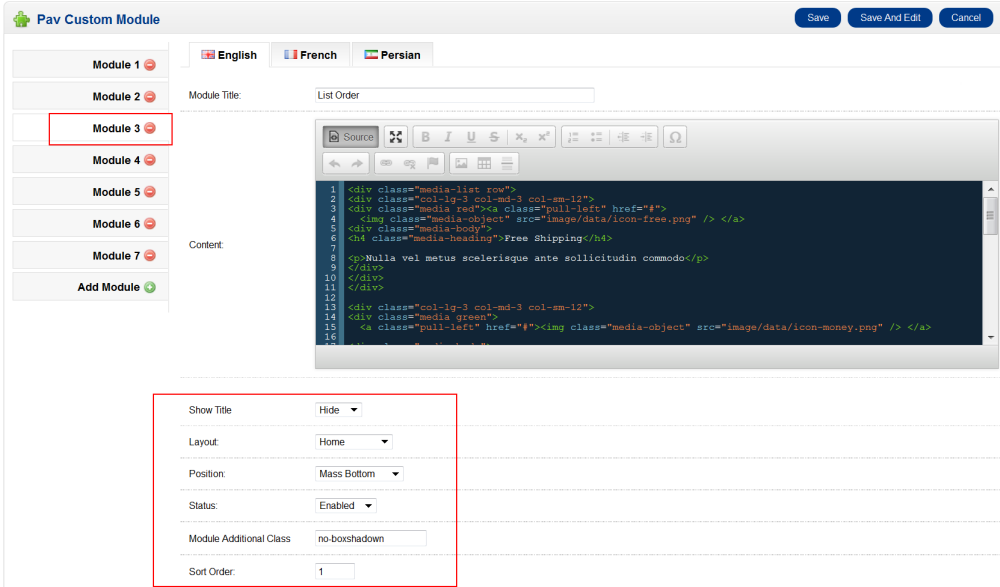 Pav Custom Module
Save
Save And Edit
Cancel
Module 1
Module 2
Module 3
Module 4
Module 5
Module 6
Module 7
Add Module
English
French
Persian
Module Title:
List Order
Content:
Source
B I U S x₂ x² Ω
1 <div class="media-list row">
2 <div class="col-lg-3 col-md-3 col-sm-12">
3 <div class="media red"><a class="pull-left" href="#">
4 <img class="media-object" src="image/data/icon-free.png" /> </a>
5 <div class="media-body">
6 <h4 class="media-heading">Free Shipping</h4>
7
8 <p>Nulla vel metus scelerisque ante sollicitudin commodo</p>
9 </div>
10 </div>
11 </div>
12
13 <div class="col-lg-3 col-md-3 col-sm-12">
14 <div class="media green">
15 <a class="pull-left" href="#"><img class="media-object" src="image/data/icon-money.png" /> </a>
16
Show Title
Hide
Layout:
Home
Position:
Mass Bottom
Status:
Enabled
Module Additional Class
no-boxshadown
Sort Order:
1